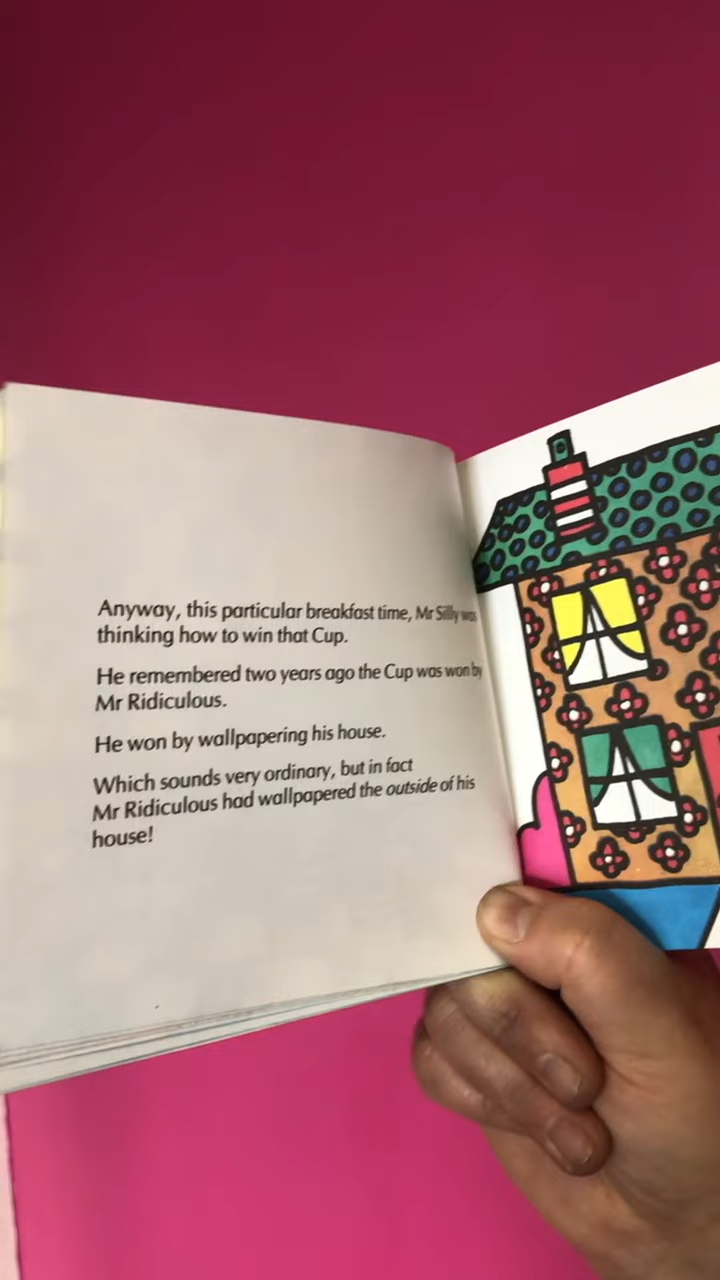 Anyway, this particular breakfast time, Mr Silly was
thinking how to win that Cup.
He remembered two years ago the Cup was won by
Mr Ridiculous.
He won by wallpapering his house.
Which sounds very ordinary, but in fact
Mr Ridiculous had wallpapered the outside of his
house!